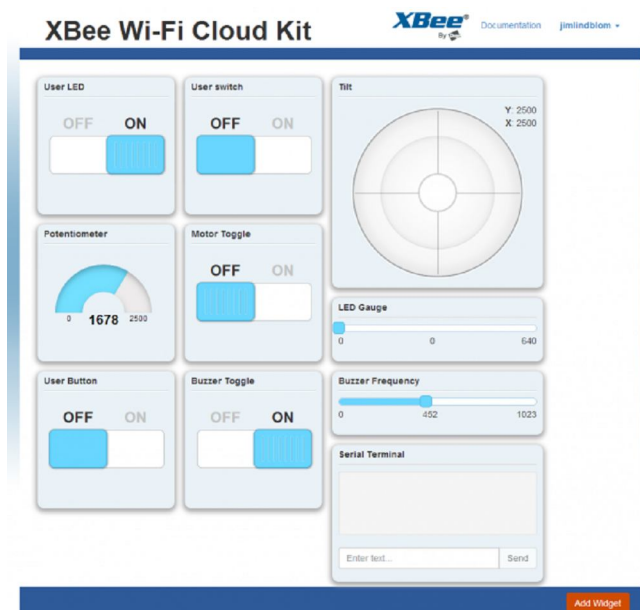 XBee Wi-Fi Cloud Kit
XBee®
Documentation
jimlindblom
User LED
OFF ON
User switch
OFF ON
Tilt
Y: 2500
X: 2500
Potentiometer
0 1678 2500
Motor Toggle
OFF ON
LED Gauge
0 0 640
User Button
OFF ON
Buzzer Toggle
OFF ON
Buzzer Frequency
0 452 1023
Serial Terminal
Enter text...
Send
Add Widget